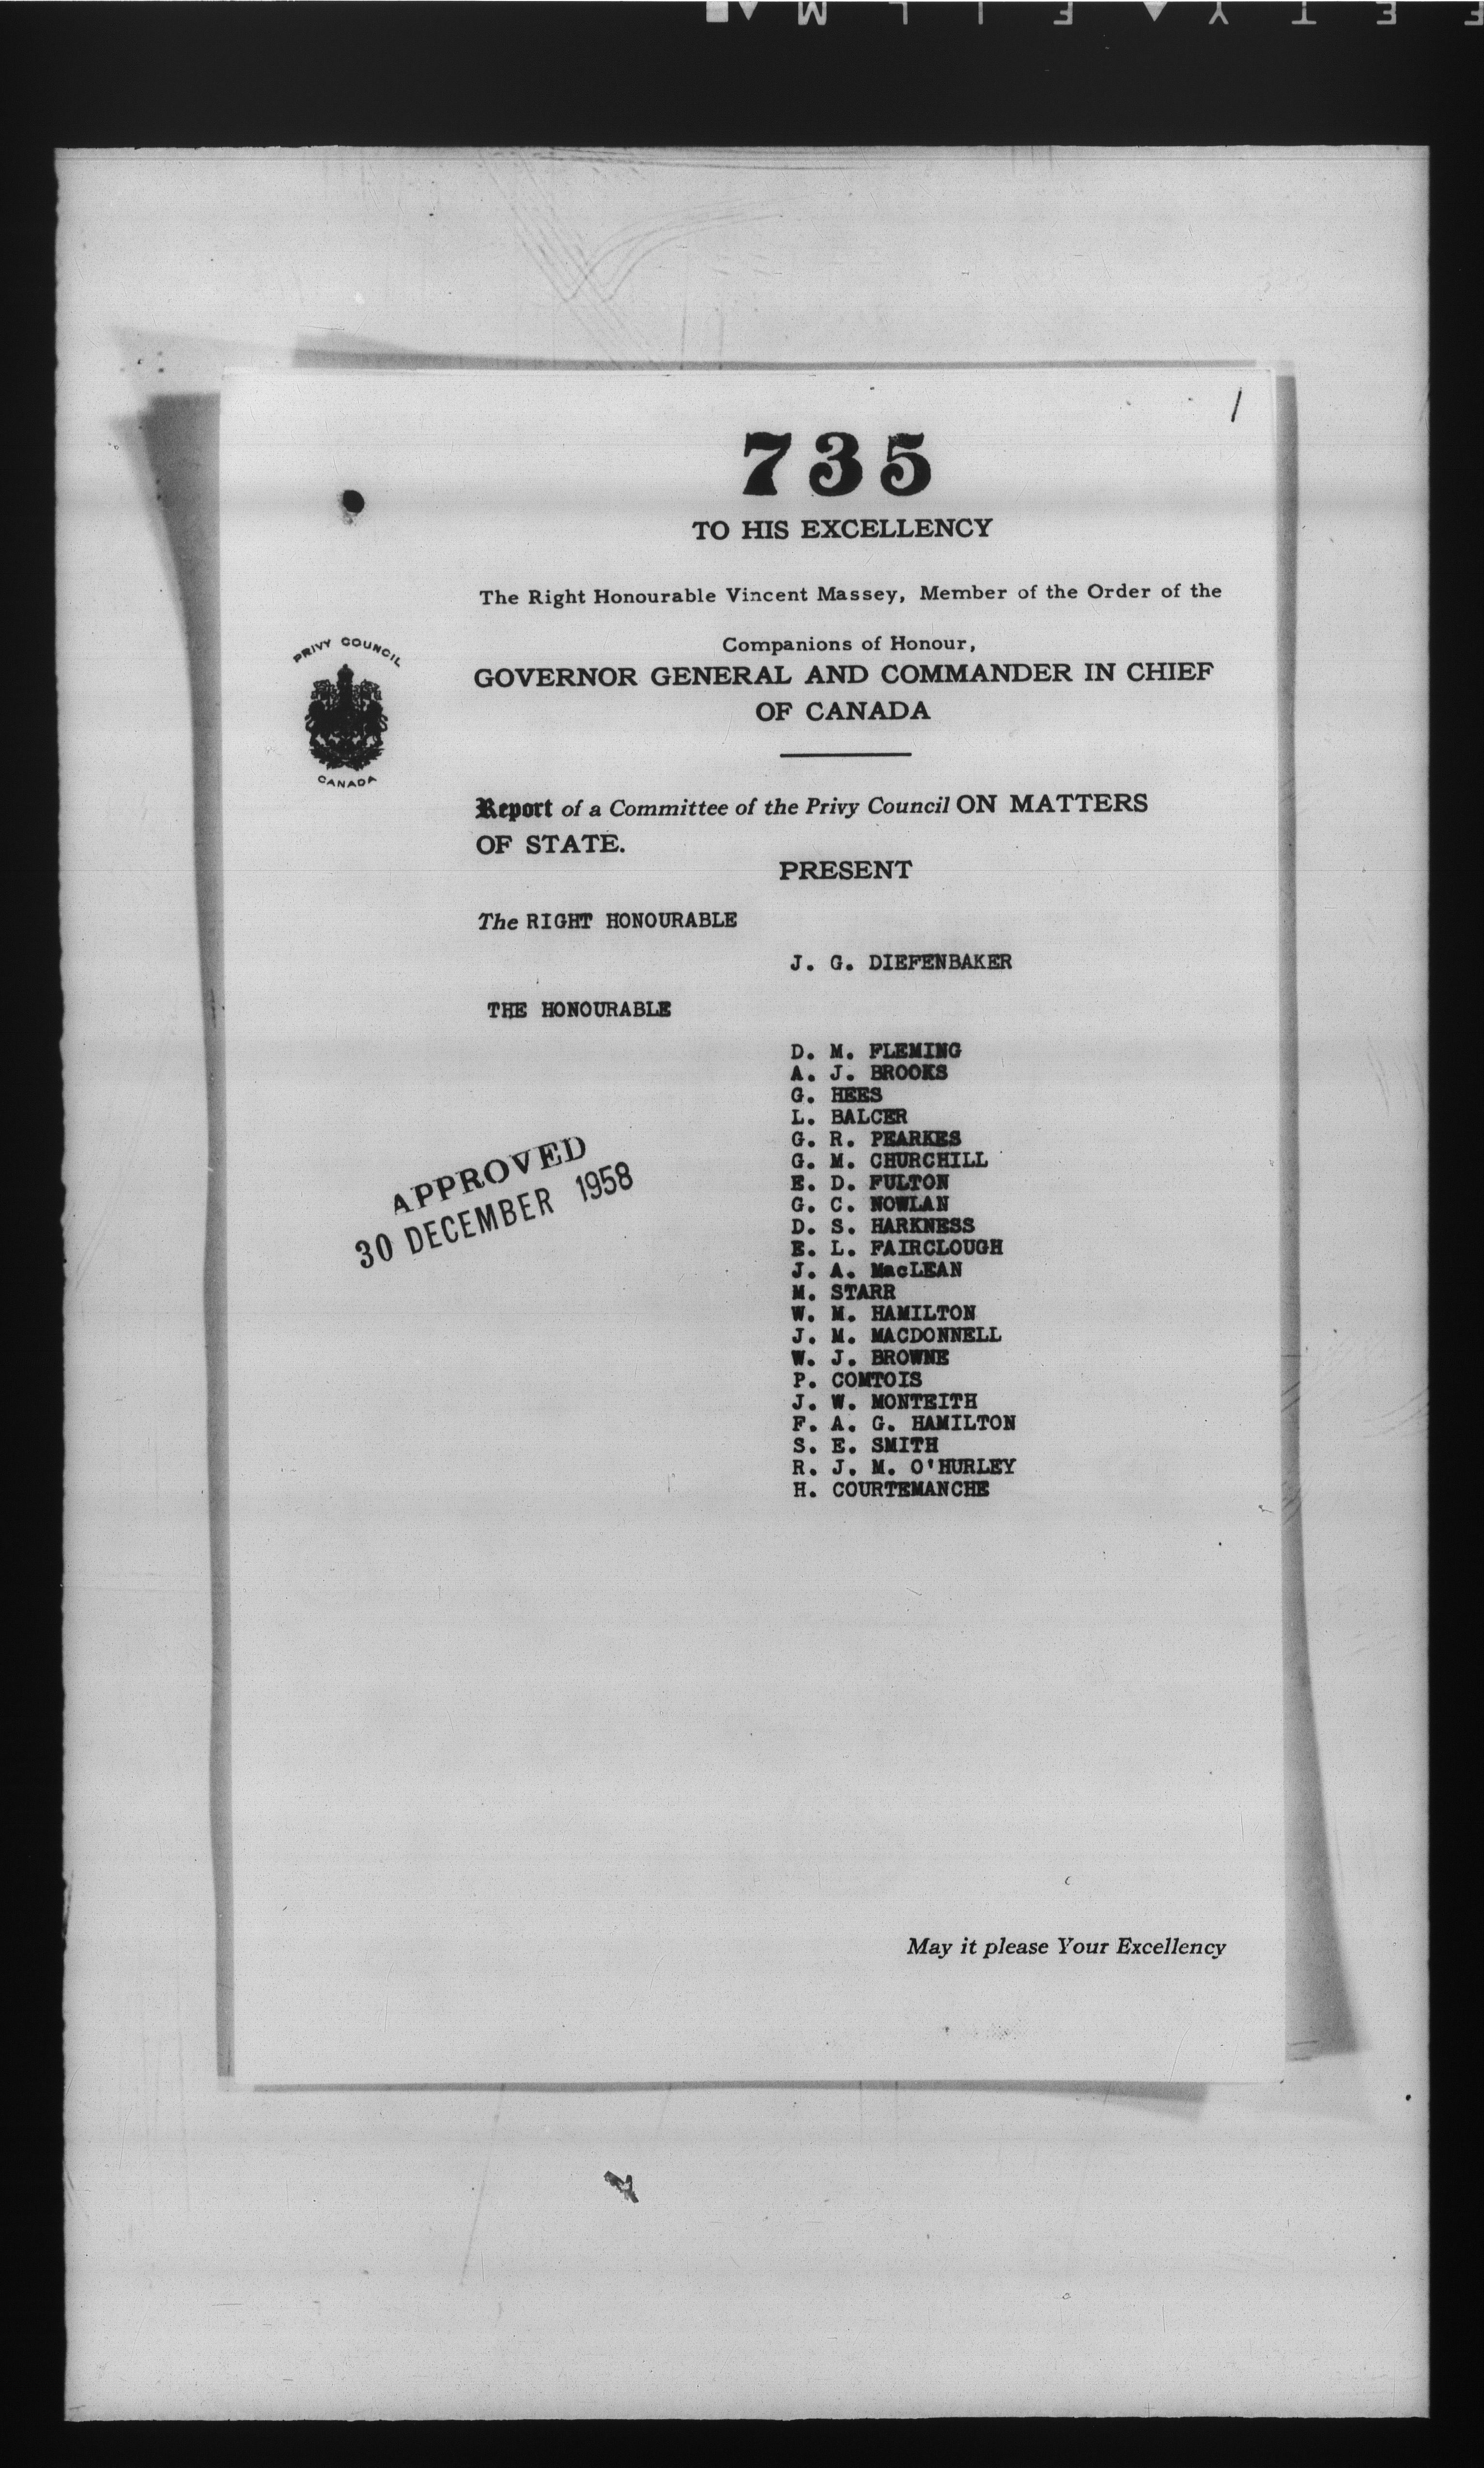 1
735
TO HIS EXCELLENCY
The Right Honourable Vincent Massey, Member of the Order of the
Companions of Honour,
GOVERNOR GENERAL AND COMMANDER IN CHIEF
OF CANADA
PRIVY COUNCIL
CANADA
Report of a Committee of the Privy Council ON MATTERS
OF STATE.
PRESENT
The RIGHT HONOURABLE
J. G. DIEFENBAKER
THE HONOURABLE
D. M. FLEMING
A. J. BROOKS
G. HEES
L. BALCER
G. R. PEARKES
G. M. CHURCHILL
E. D. FULTON
G. C. NOWLAN
D. S. HARKNESS
E. L. FAIRCLOUGH
J. A. MacLEAN
M. STARR
W. M. HAMILTON
J. M. MACDONNELL
W. J. BROWNE
P. COMTOIS
J. W. MONTEITH
F. A. G. HAMILTON
S. E. SMITH
R. J. M. O'HURLEY
H. COURTEMANCHE
APPROVED
30 DECEMBER 1958
May it please Your Excellency